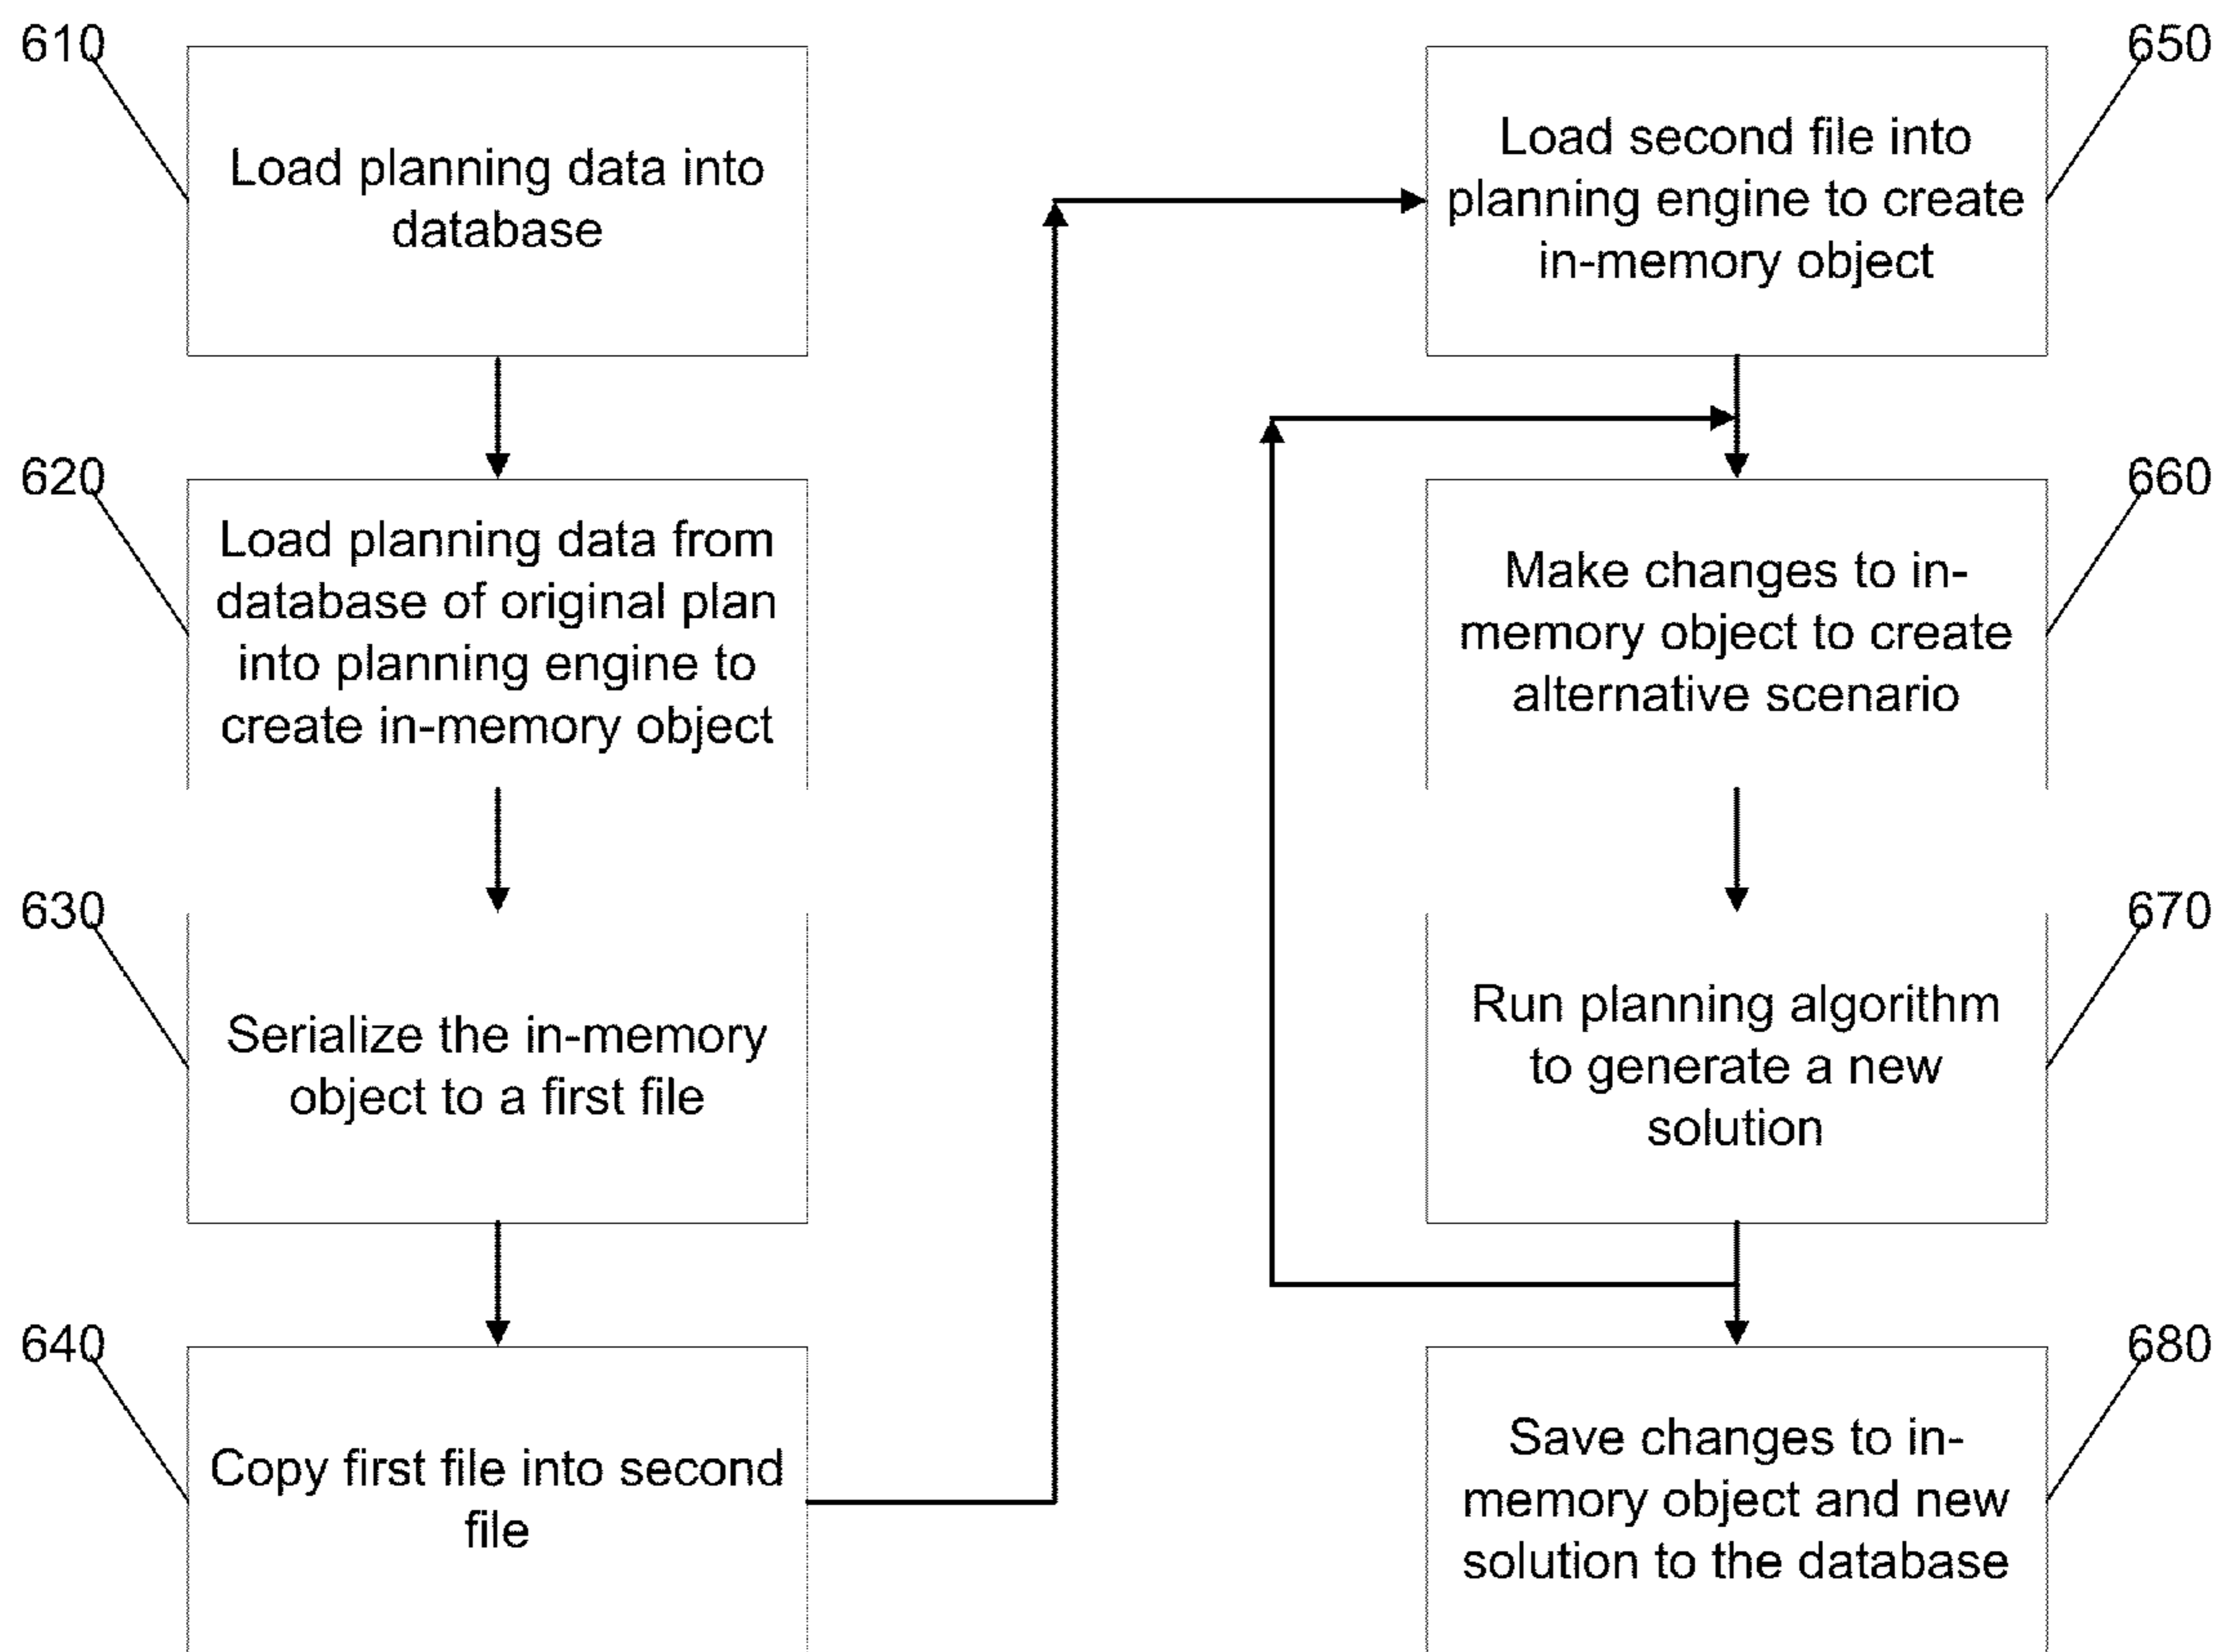 610
Load planning data into
database
620
Load planning data from
database of original plan
into planning engine to
create in-memory object
630
Serialize the in-memory
object to a first file
640
Copy first file into second
file
650
Load second file into
planning engine to create
in-memory object
660
Make changes to in-
memory object to create
alternative scenario
670
Run planning algorithm
to generate a new
solution
680
Save changes to in-
memory object and new
solution to the database